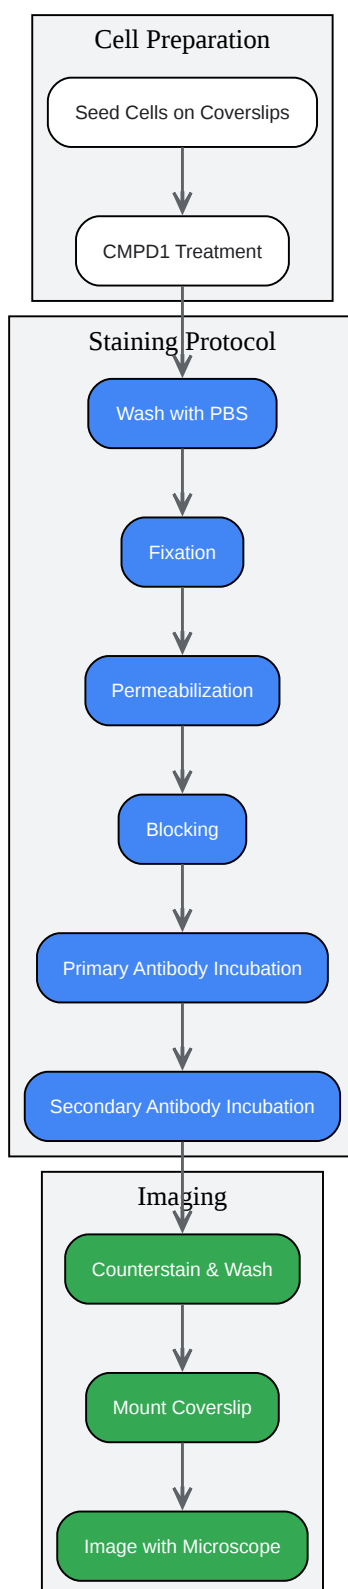 Cell Preparation
Seed Cells on Coverslips
CMPD1 Treatment
Staining Protocol
Wash with PBS
Fixation
Permeabilization
Blocking
Primary Antibody Incubation
Secondary Antibody Incubation
Imaging
Counterstain & Wash
Mount Coverslip
Image with Microscope